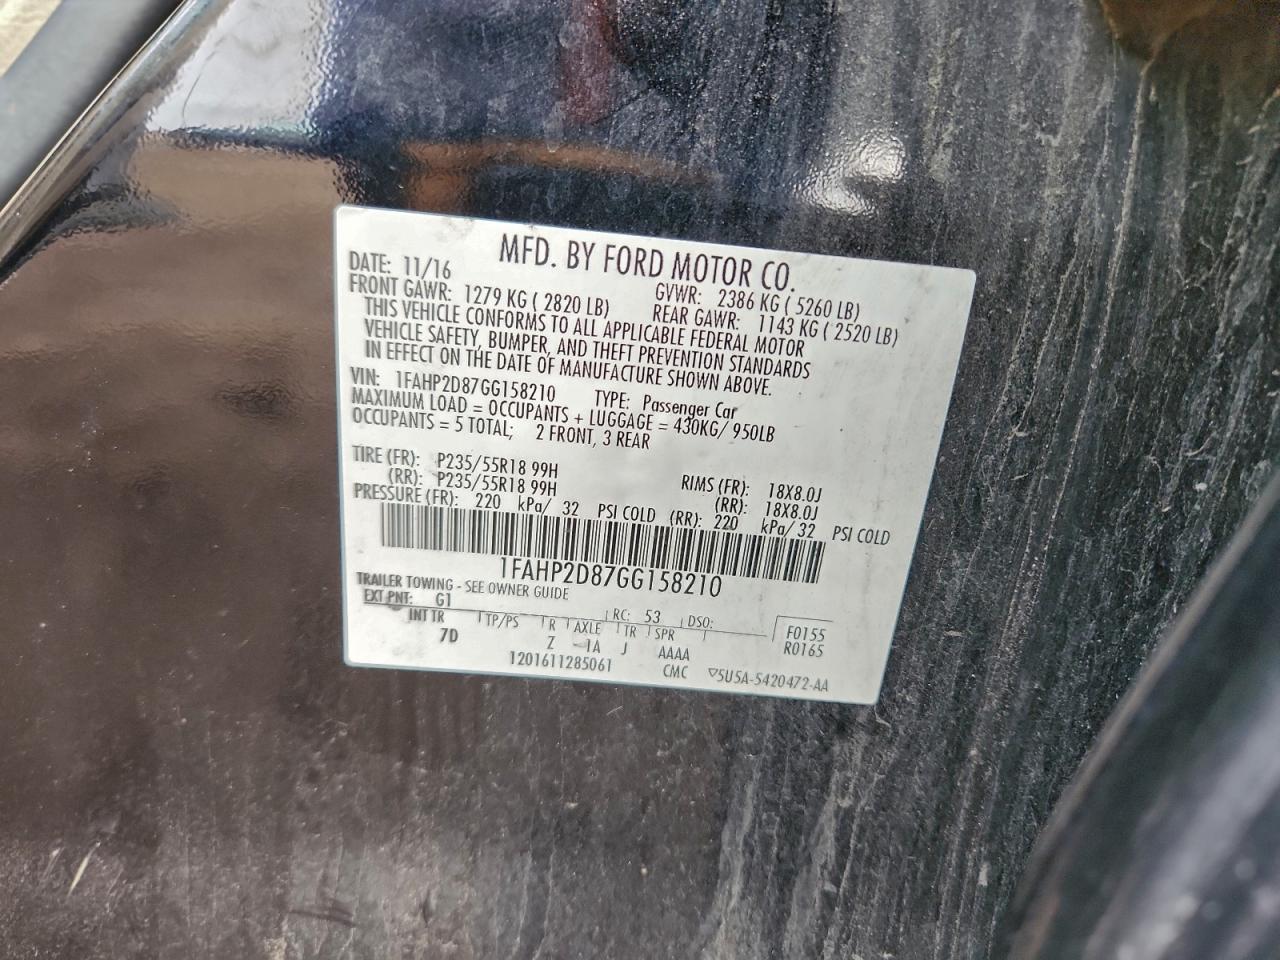 MFD. BY FORD MOTOR CO.
DATE: 11/16 GVWR: 2386 KG ( 5260 LB)
FRONT GAWR: 1279 KG ( 2820 LB) REAR GAWR: 1143 KG ( 2520 LB)
THIS VEHICLE CONFORMS TO ALL APPLICABLE FEDERAL MOTOR
VEHICLE SAFETY, BUMPER, AND THEFT PREVENTION STANDARDS
IN EFFECT ON THE DATE OF MANUFACTURE SHOWN ABOVE.
VIN: 1FAHP2D87GG158210 TYPE: Passenger Car
MAXIMUM LOAD = OCCUPANTS + LUGGAGE = 430KG/ 950LB
OCCUPANTS = 5 TOTAL; 2 FRONT, 3 REAR
TIRE (FR): P235/55R18 99H RIMS (FR): 18X8.0J
(RR): P235/55R18 99H (RR): 18X8.0J
PRESSURE (FR): 220 kPa/ 32 PSI COLD (RR): 220 kPa/ 32 PSI COLD
1FAHP2D87GG158210
TRAILER TOWING - SEE OWNER GUIDE
EXT PNT: G1 RC: 53 DSO: F0155
INT TR TP/PS R AXLE TR SPR R0165
7D Z -1A J AAAA
1201611285061 CMC ▽5U5A-5420472-AA